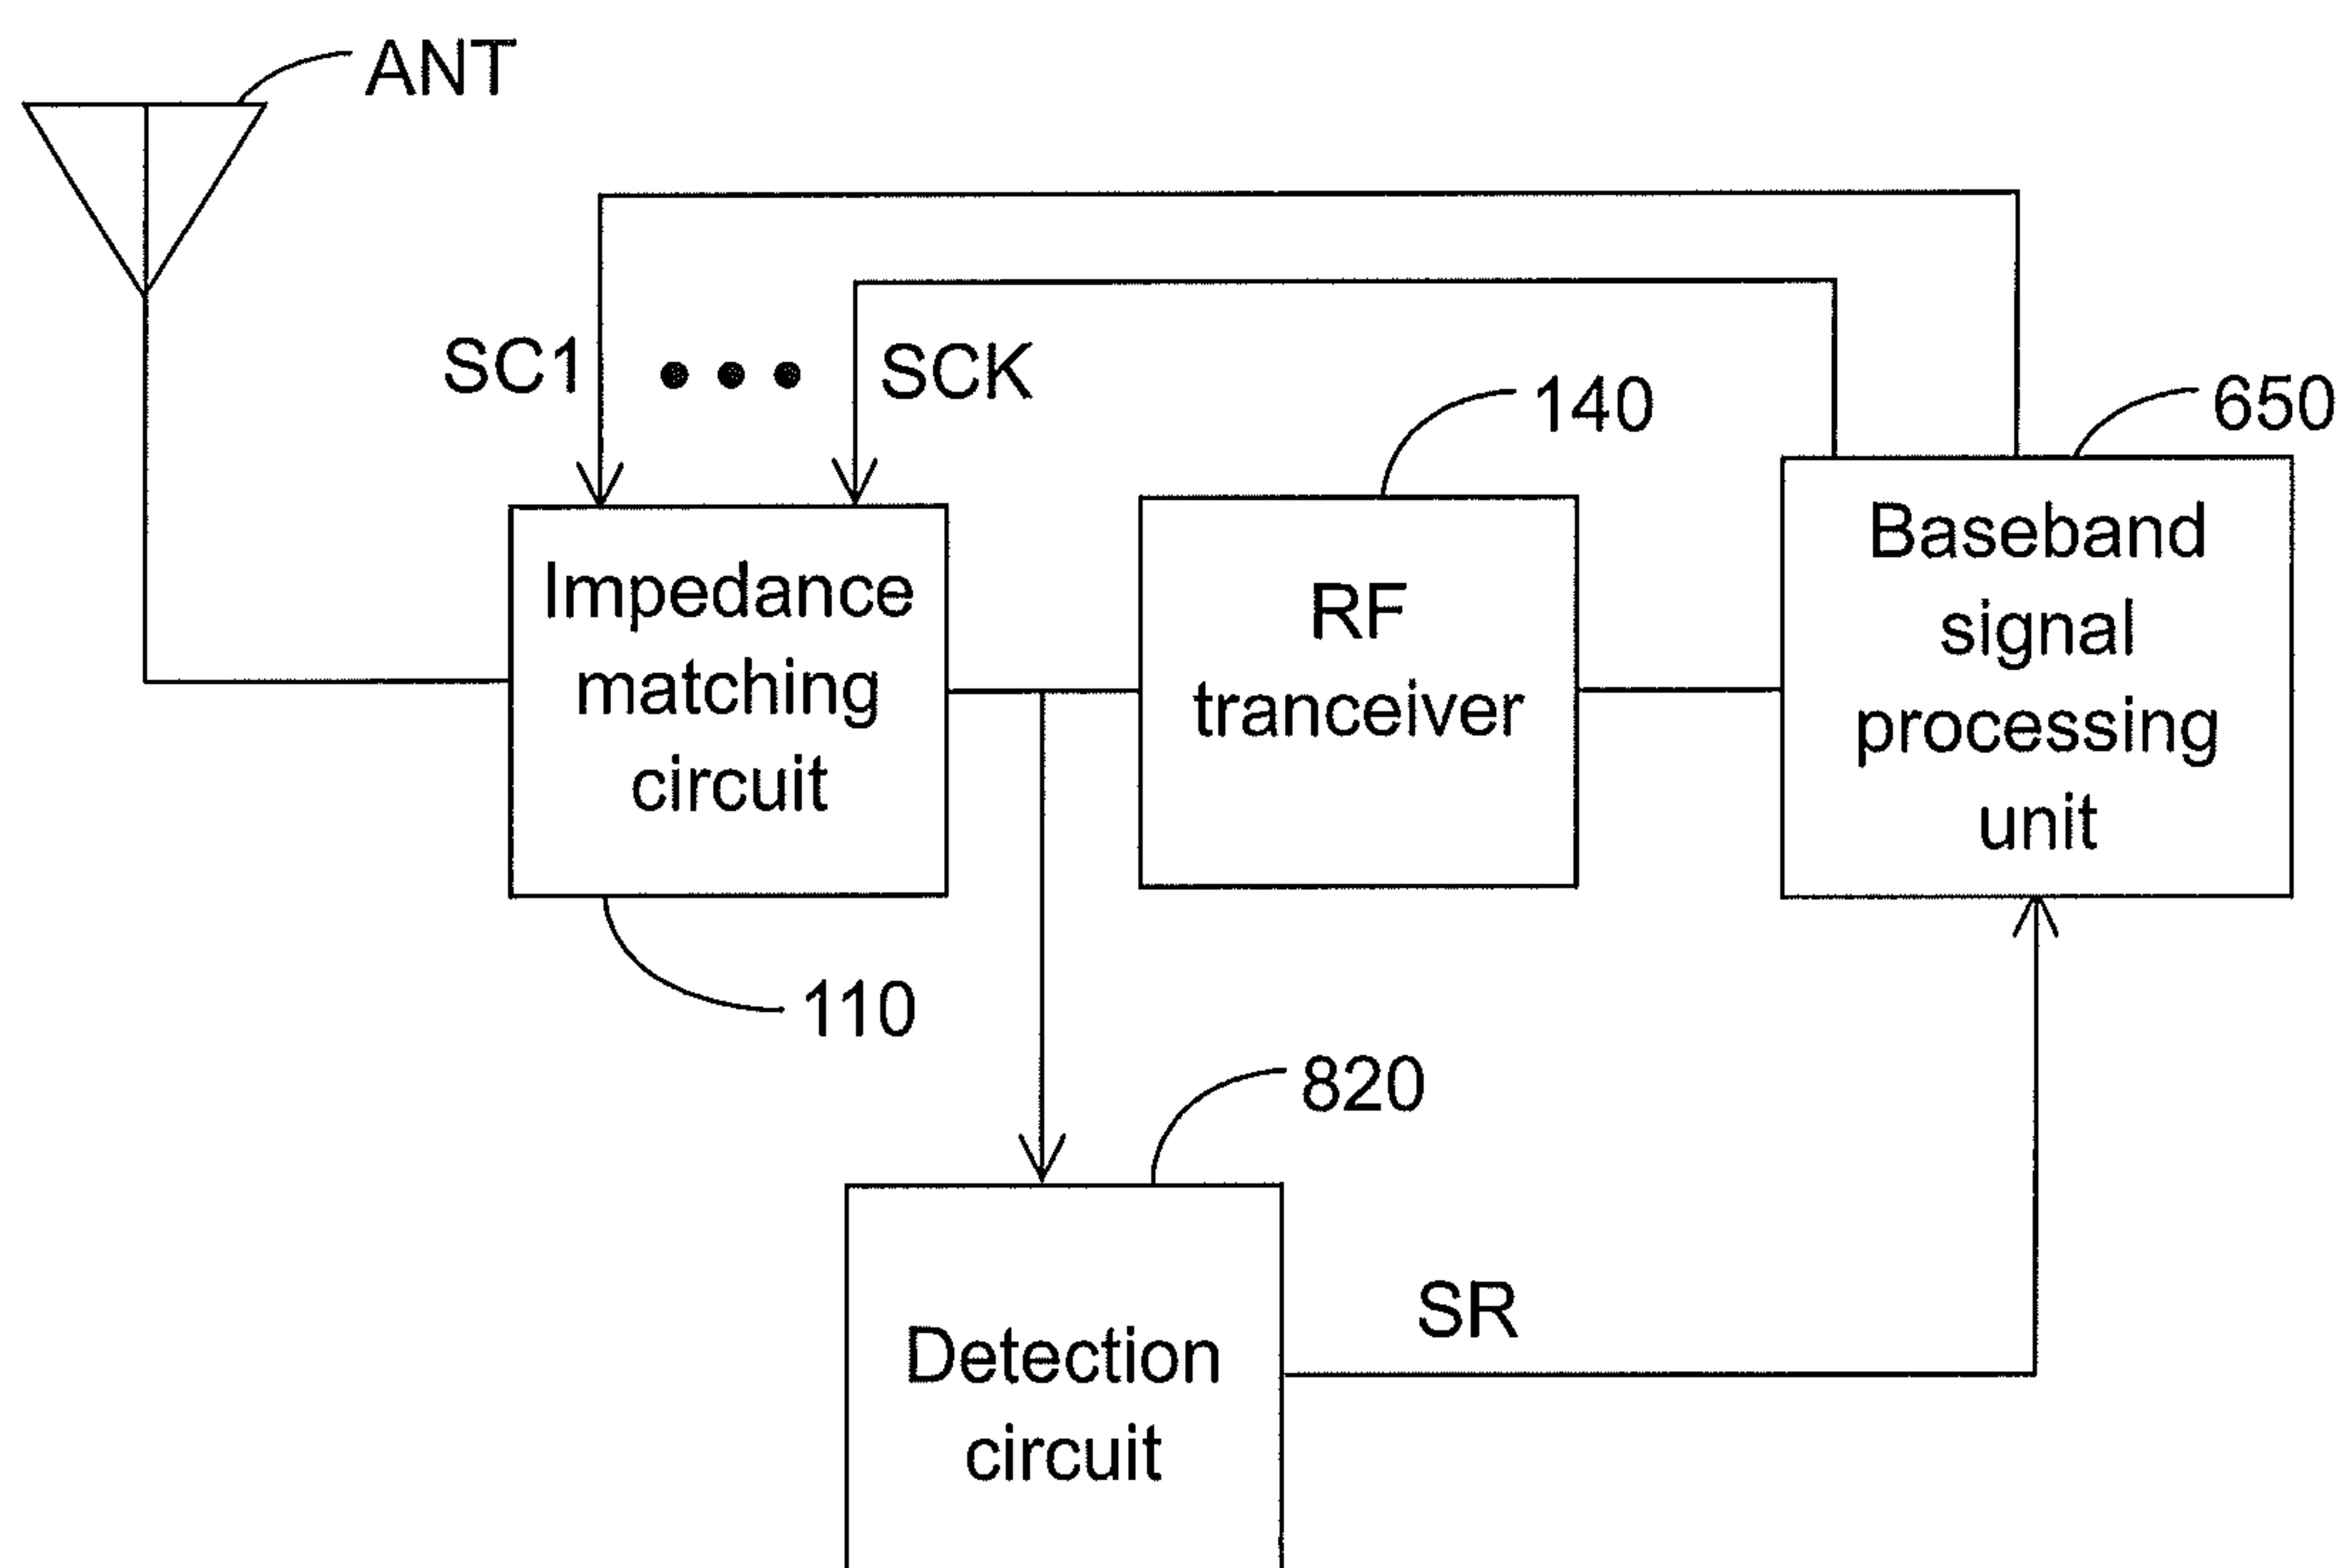 ANT
SC1
SCK
140
650
Impedance
matching
circuit
RF
tranceiver
Baseband
signal
processing
unit
110
820
SR
Detection
circuit